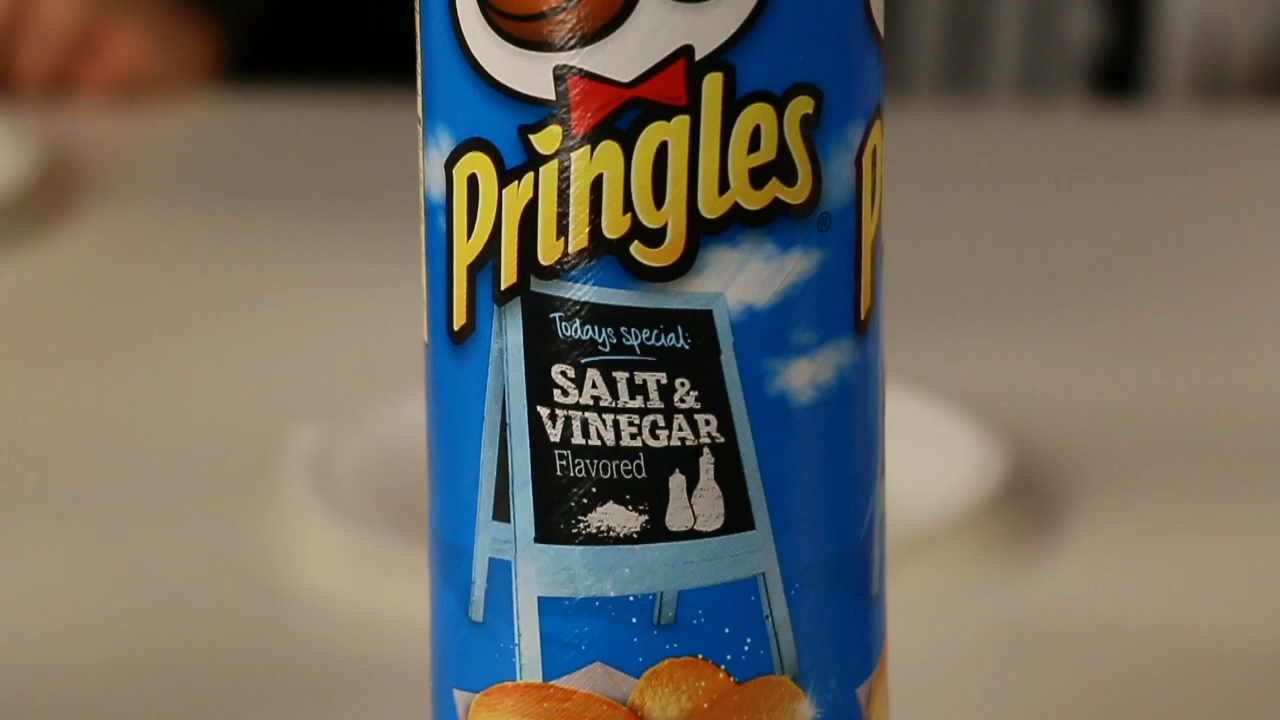 Pringles
®
Todays special:
SALT &
VINEGAR
Flavored
P